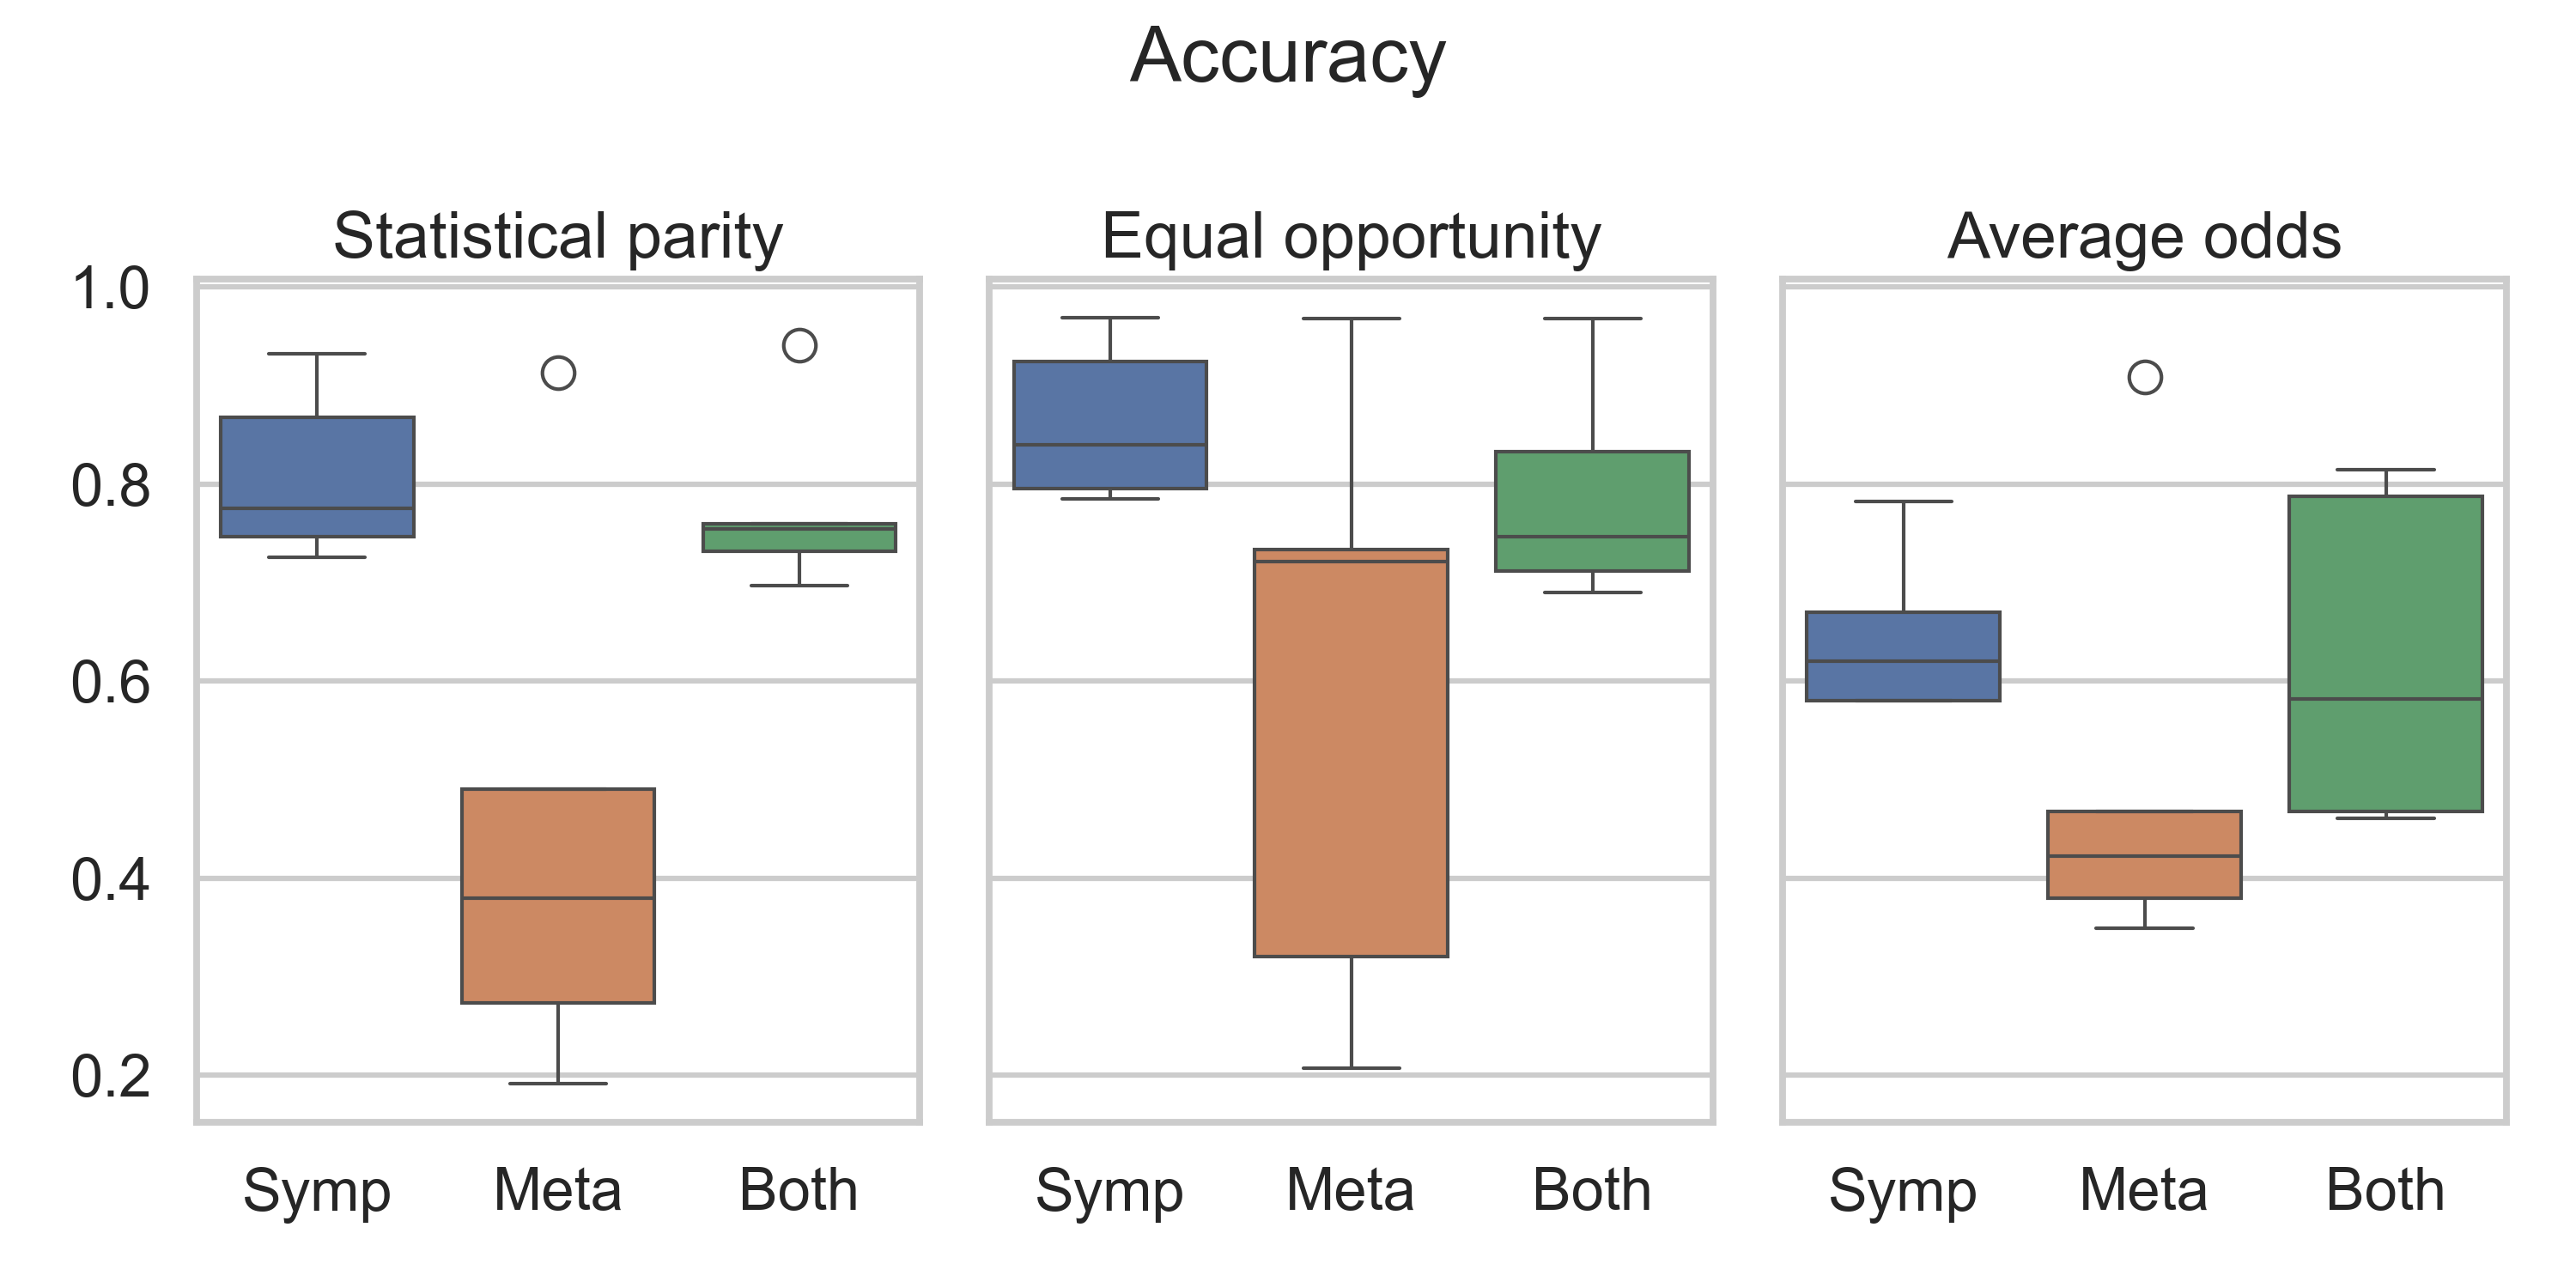 Accuracy
Statistical parity Equal opportunity Average odds
1.0
0.8
0.6
0.4
0.2
Symp Meta Both Symp Meta Both Symp Meta Both